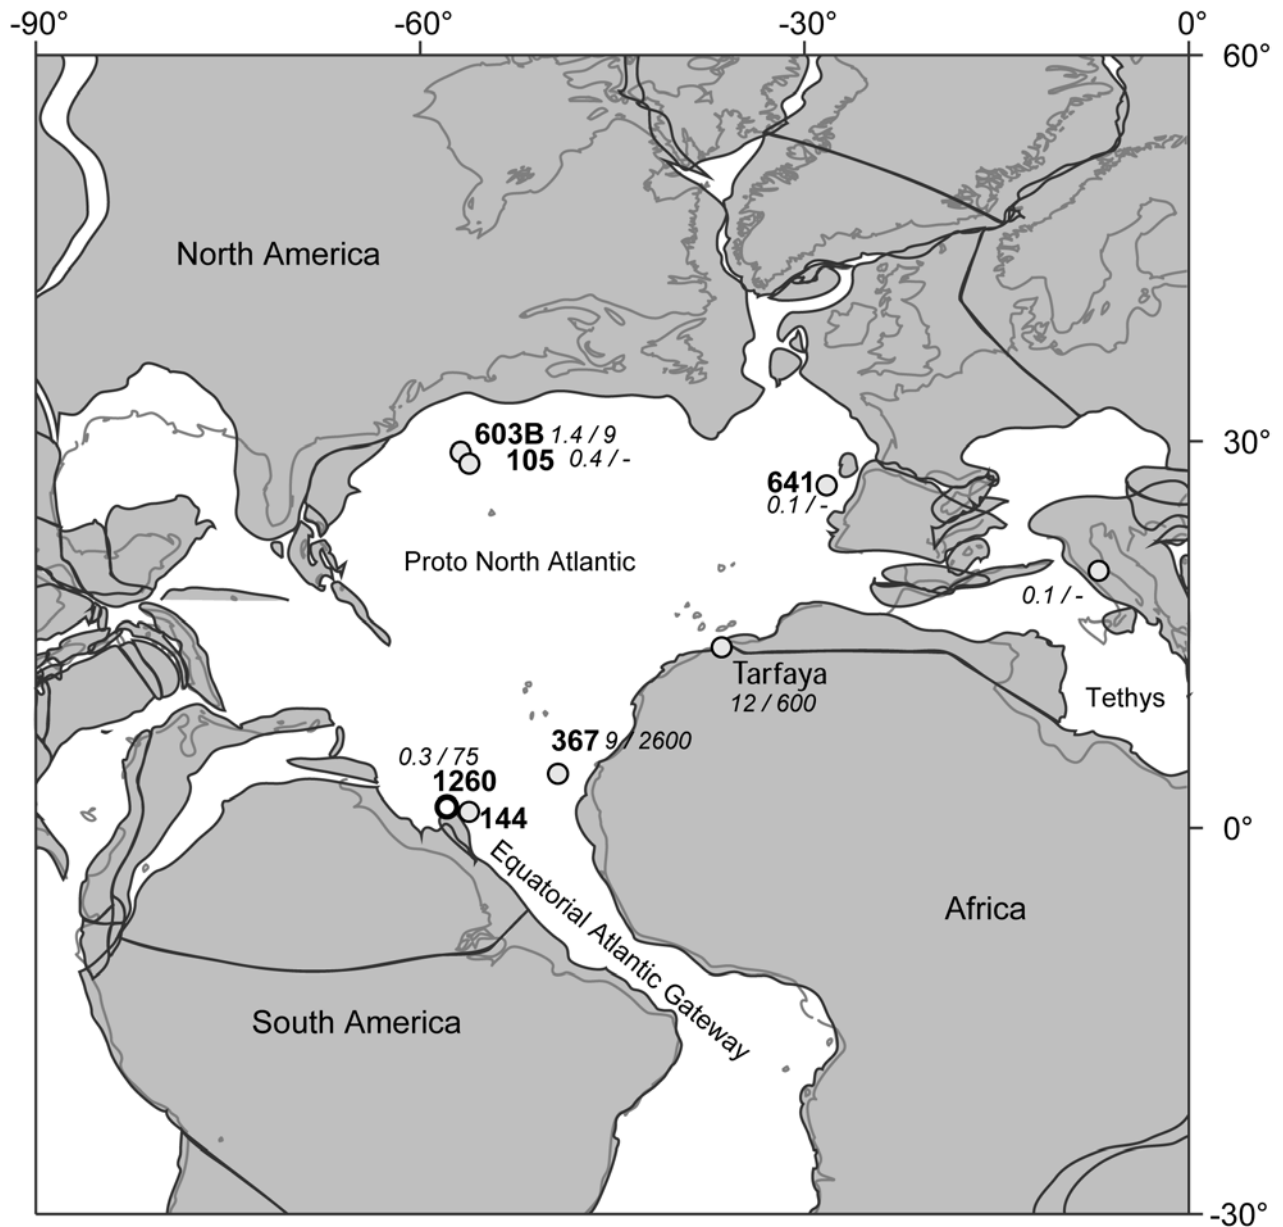 -90°
-60°
-30°
0°
60°
North America
603B 1.4 / 9
30°
105 0.4 / -
641
0.1 / -
Proto North Atlantic
0.1 / -
Tarfaya
12 / 600
Tethys
367 9 / 2600
0.3 / 75
1260
144
0°
Equatorial Atlantic Gateway
Africa
South America
-30°